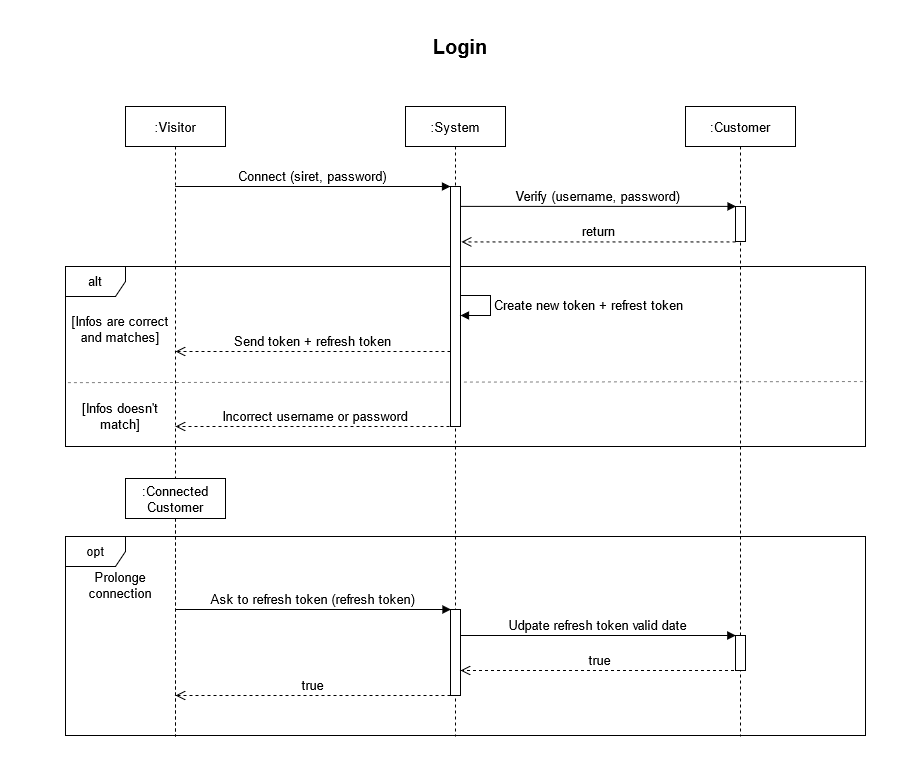 Login
:Visitor
:System
:Customer
Connect (siret, password)
Verify (username, password)
return
alt
Create new token + refrest token
[Infos are correct
and matches]
Send token + refresh token
[Infos doesn't
match]
Incorrect username or password
:Connected
Customer
opt
Prolonge
connection
Ask to refresh token (refresh token)
Udpate refresh token valid date
true
true